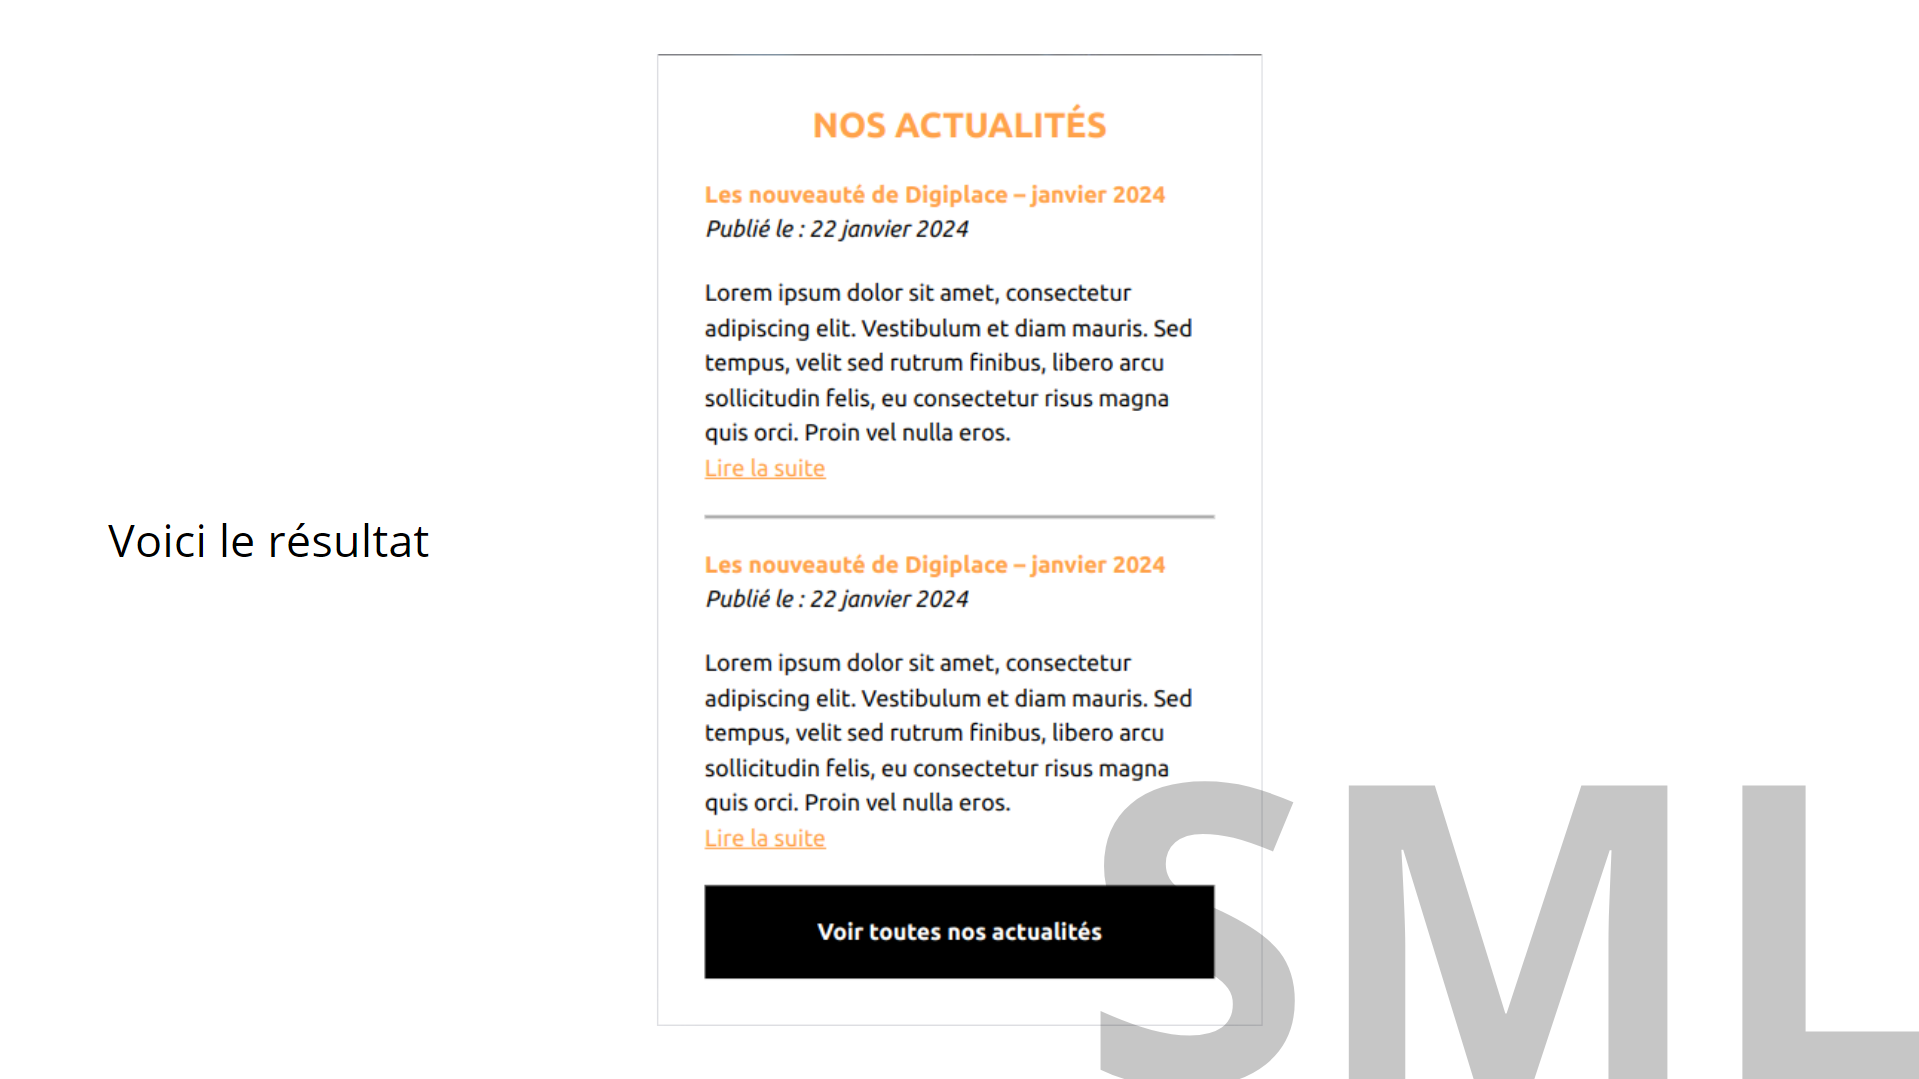 Voici le résultat
NOS ACTUALITÉS
Les nouveauté de Digiplace – janvier 2024
Publié le : 22 janvier 2024
Lorem ipsum dolor sit amet, consectetur
adipiscing elit. Vestibulum et diam mauris. Sed
tempus, velit sed rutrum finibus, libero arcu
sollicitudin felis, eu consectetur risus magna
quis orci. Proin vel nulla eros.
Lire la suite
Les nouveauté de Digiplace – janvier 2024
Publié le : 22 janvier 2024
Lorem ipsum dolor sit amet, consectetur
adipiscing elit. Vestibulum et diam mauris. Sed
tempus, velit sed rutrum finibus, libero arcu
sollicitudin felis, eu consectetur risus magna
quis orci. Proin vel nulla eros.
Lire la suite
Voir toutes nos actualités
SML